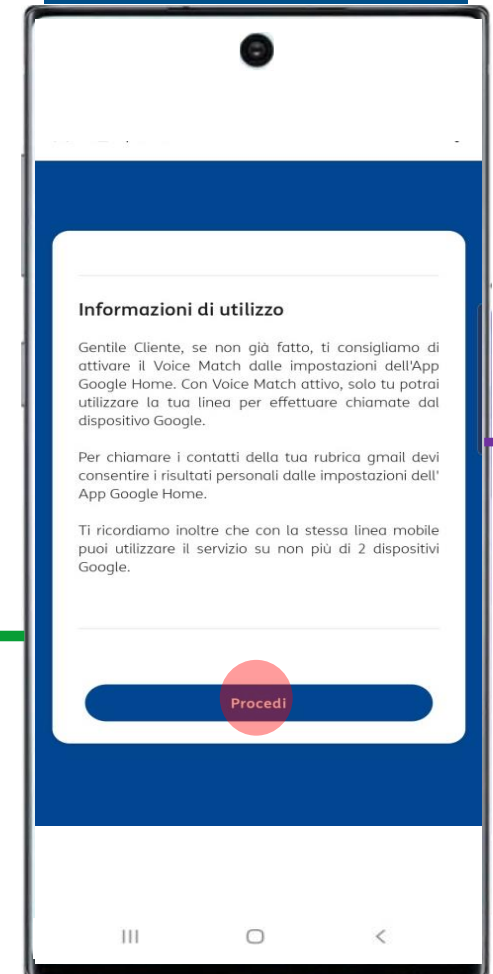 Informazioni di utilizzo
Gentile Cliente, se non già fatto, ti consigliamo di
attivare il Voice Match dalle impostazioni dell'App
Google Home. Con Voice Match attivo, solo tu potrai
utilizzare la tua linea per effettuare chiamate dal
dispositivo Google.
Per chiamare i contatti della tua rubrica gmail devi
consentire i risultati personali dalle impostazioni dell'
App Google Home.
Ti ricordiamo inoltre che con la stessa linea mobile
puoi utilizzare il servizio su non più di 2 dispositivi
Google.
Procedi